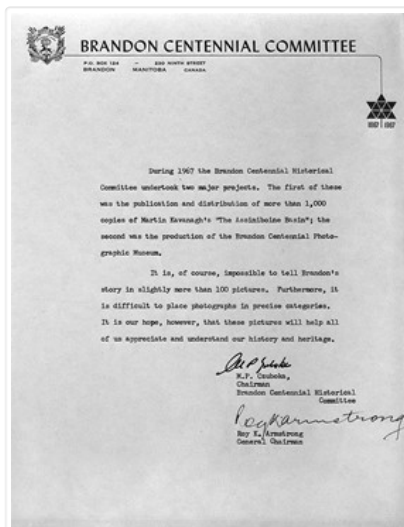 BRANDON CENTENNIAL COMMITTEE
P.O. BOX 124 – 230 NINTH STREET
BRANDON MANITOBA CANADA
1867 1967
During 1967 the Brandon Centennial Historical
Committee undertook two major projects. The first of these
was the publication and distribution of more than 1,000
copies of Martin Kavanagh's "The Assiniboine Basin"; the
second was the production of the Brandon Centennial Photo-
graphic Museum.
It is, of course, impossible to tell Brandon's
story in slightly more than 100 pictures. Furthermore, it
is difficult to place photographs in precise categories.
It is our hope, however, that these pictures will help all
of us appreciate and understand our history and heritage.
M.P. Czuboka,
Chairman
Brandon Centennial Historical
Committee
Roy K Armstrong
Roy K. Armstrong
General Chairman